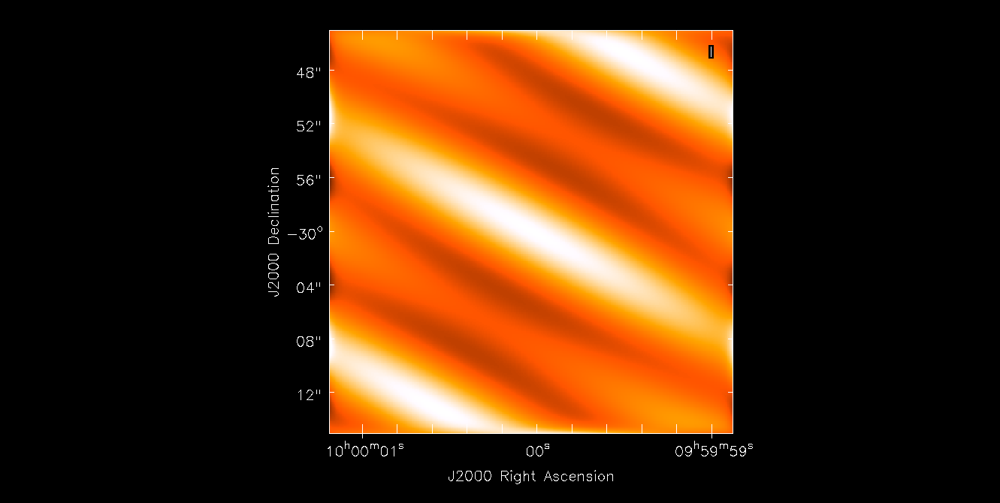 I
48"
52"
56"
−30°
04"
08"
12"
J2000 Declination
10ʰ00ᵐ01ˢ 00ˢ 09ʰ59ᵐ59ˢ
J2000 Right Ascension